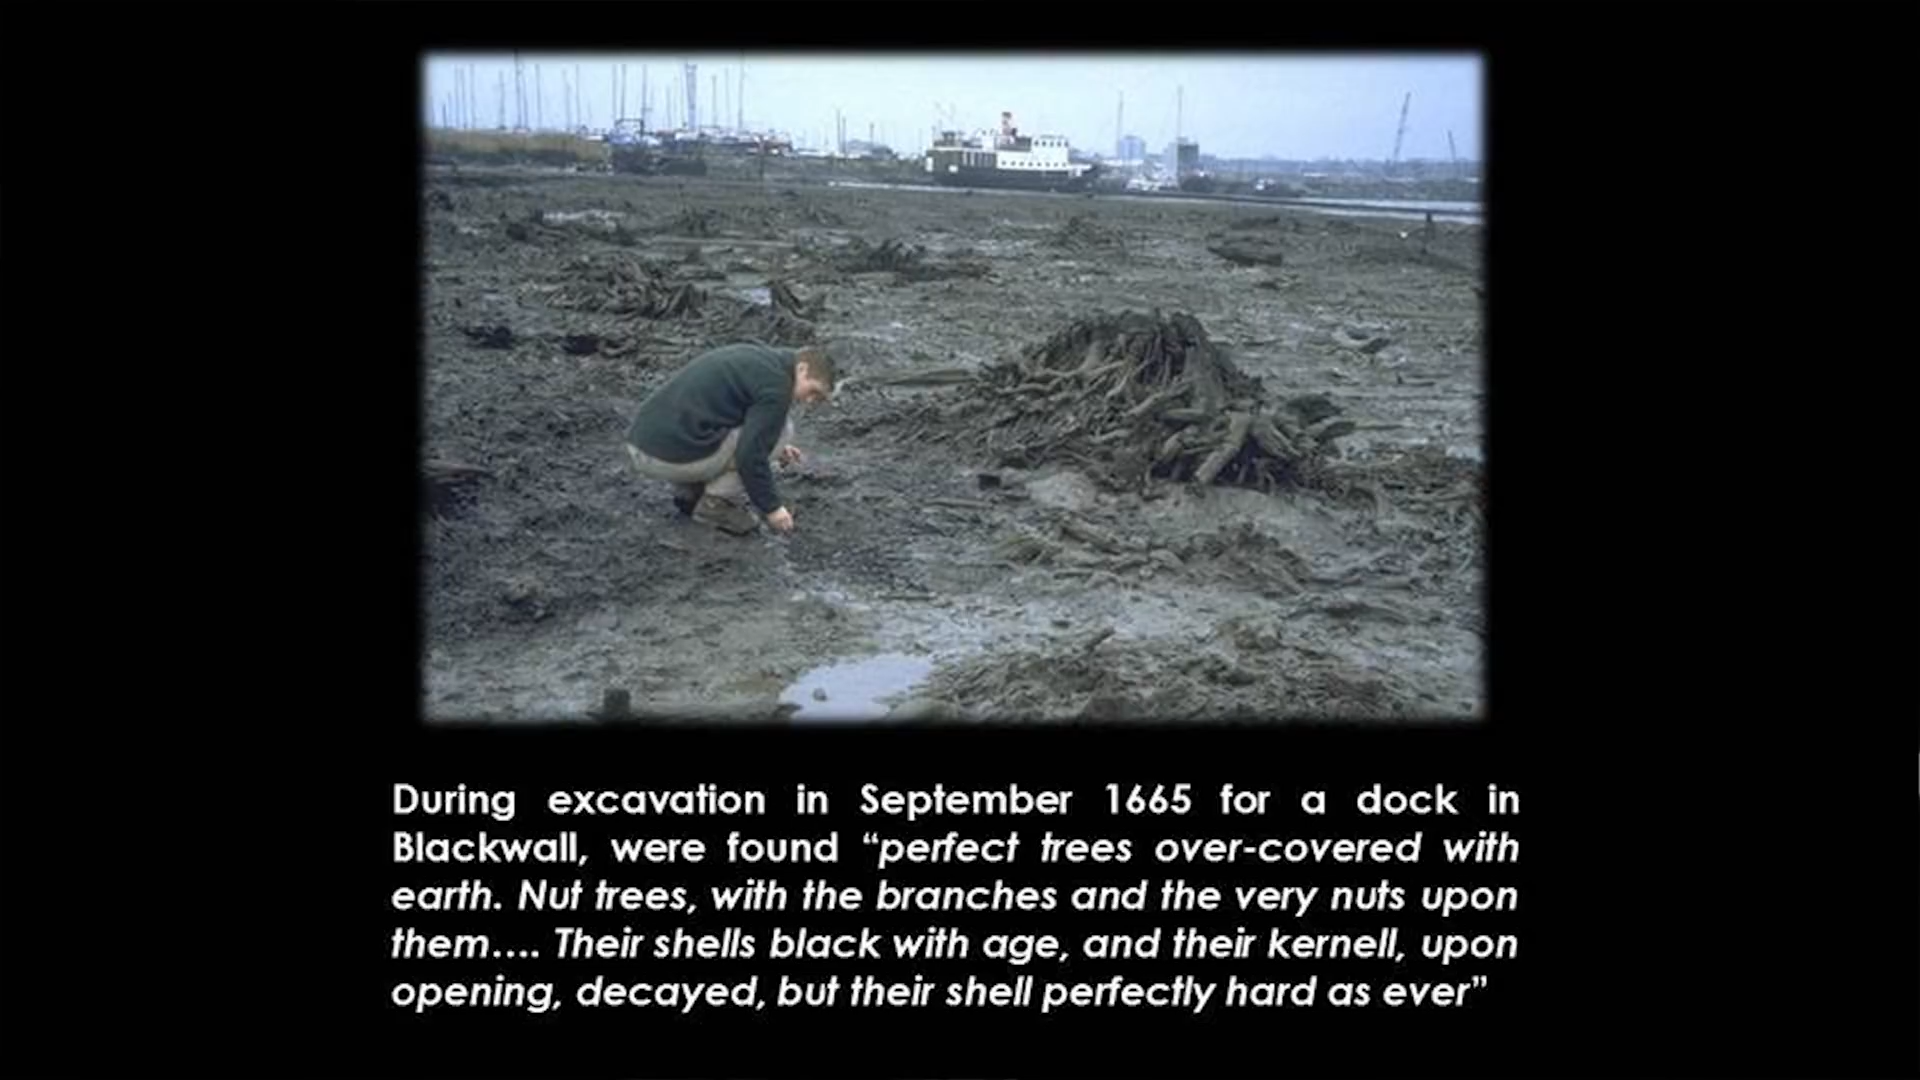 During excavation in September 1665 for a dock in
Blackwall, were found “perfect trees over-covered with
earth. Nut trees, with the branches and the very nuts upon
them…. Their shells black with age, and their kernell, upon
opening, decayed, but their shell perfectly hard as ever”